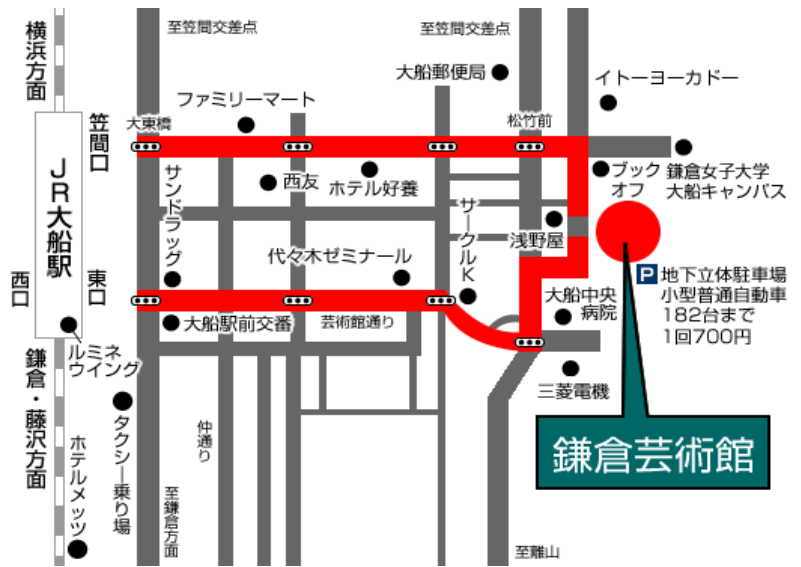 至笠間交差点
至笠間交差点
横浜方面
大船郵便局
イトーヨーカドー
ファミリーマート
笠間口
大東橋
松竹前
JR大船駅
サンドラッグ
西友
ホテル好養
サークルK
ブック
オフ
鎌倉女子大学
大船キャンパス
浅野屋
西口
東口
代々木ゼミナール
P
地下立体駐車場
小型普通自動車
182台まで
1回700円
大船中央
病院
大船駅前交番
芸術館通り
ルミネ
ウイング
鎌倉・藤沢方面
三菱電機
タクシー乗り場
仲通り
鎌倉芸術館
ホテルメッツ
至鎌倉方面
至離山